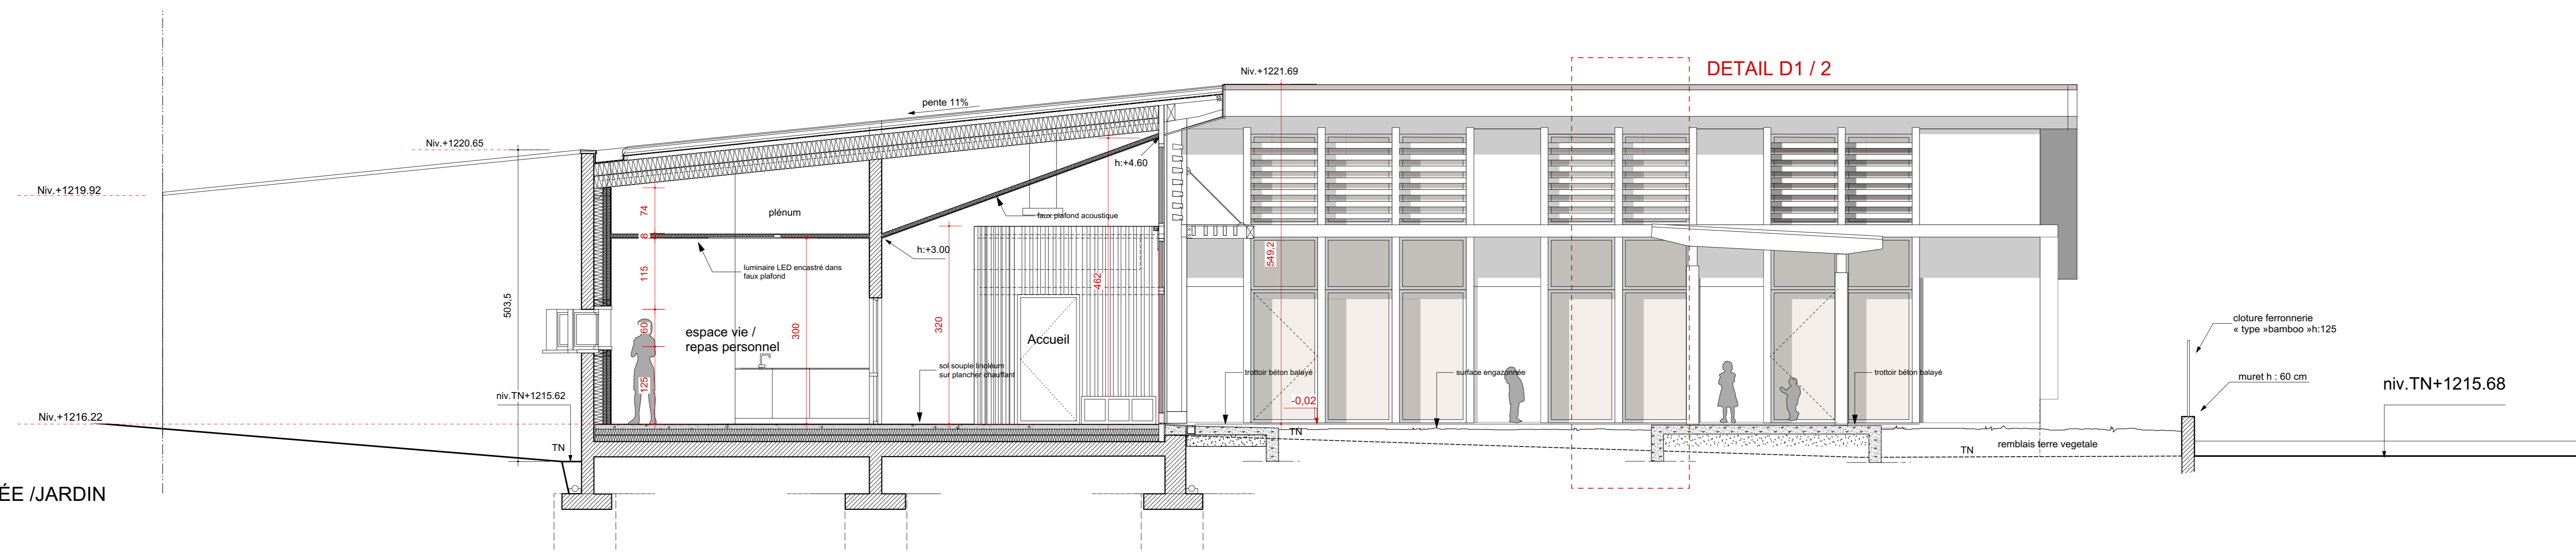 DETAIL D1 / 2
Niv.+1221.69
pente 11%
Niv.+1220.65
Niv.+1219.92
h:+4.60
74
plénum
faux plafond acoustique
8
h:+3.00
luminaire LED encastré dans
faux plafond
115
549,2
462
503,5
60
espace vie /
repas personnel
300
320
Accueil
cloture ferronnerie
« type »bamboo »h:125
sol souple linoléum
sur plancher chauffant
trottoir béton balayé
surface engazonnée
trottoir béton balayé
muret h : 60 cm
niv.TN+1215.68
125
niv.TN+1215.62
-0,02
Niv.+1216.22
TN
TN
remblais terre vegetale
TN
ÉE /JARDIN